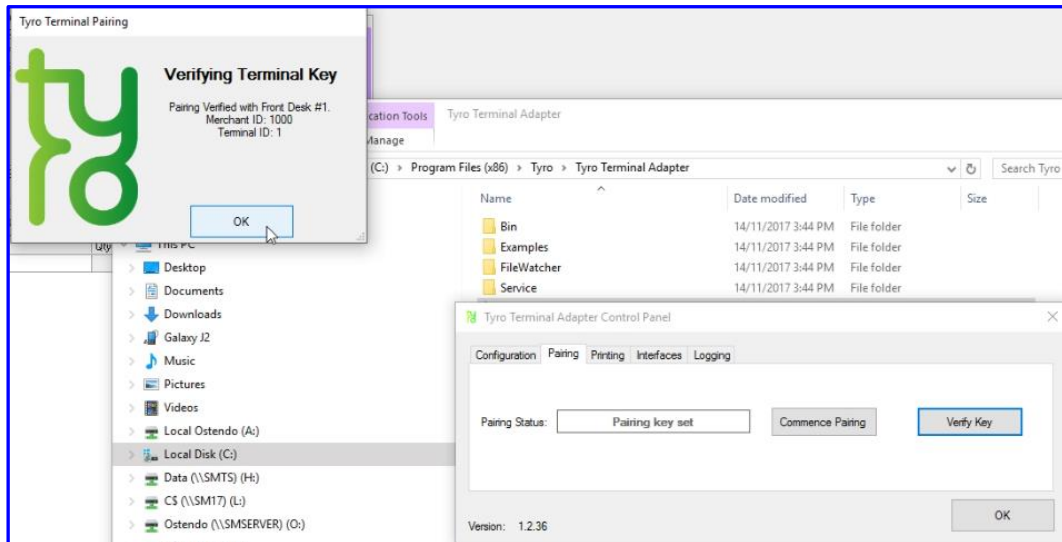 Tyro Terminal Pairing
tyro
Verifying Terminal Key
Pairing Verified with Front Desk #1.
Merchant ID: 1000
Terminal ID: 1
OK
cation Tools
Tyro Terminal Adapter
Manage
(C:) › Program Files (x86) › Tyro › Tyro Terminal Adapter
Search Tyro
Name Date modified Type Size
Bin 14/11/2017 3:44 PM File folder
Examples 14/11/2017 3:44 PM File folder
FileWatcher 14/11/2017 3:44 PM File folder
Service 14/11/2017 3:44 PM File folder
Qty
This PC
Desktop
Documents
Downloads
Galaxy J2
Music
Pictures
Videos
Local Ostendo (A:)
Local Disk (C:)
Data (\\SMTS) (H:)
C$ (\\SM17) (L:)
Ostendo (\\SMSERVER) (O:)
Tyro Terminal Adapter Control Panel
Configuration Pairing Printing Interfaces Logging
Pairing Status: Pairing key set Commence Pairing Verify Key
Version: 1.2.36
OK